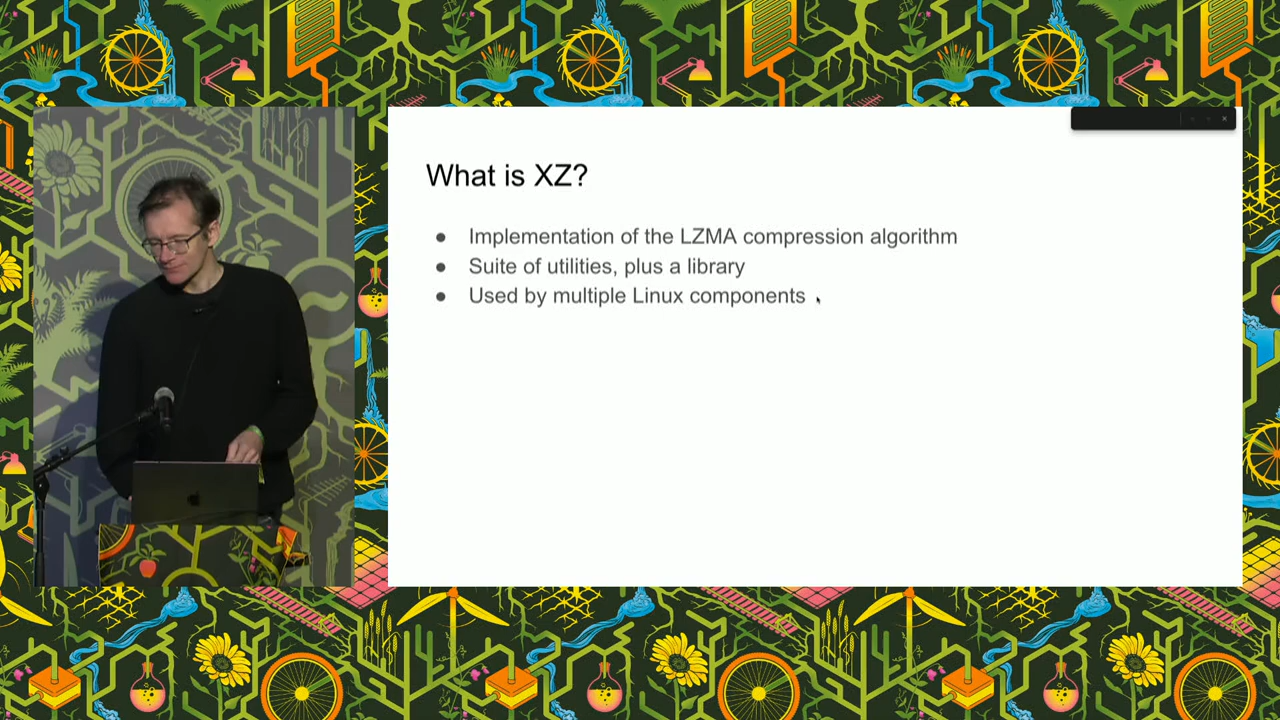 What is XZ?
● Implementation of the LZMA compression algorithm
● Suite of utilities, plus a library
● Used by multiple Linux components